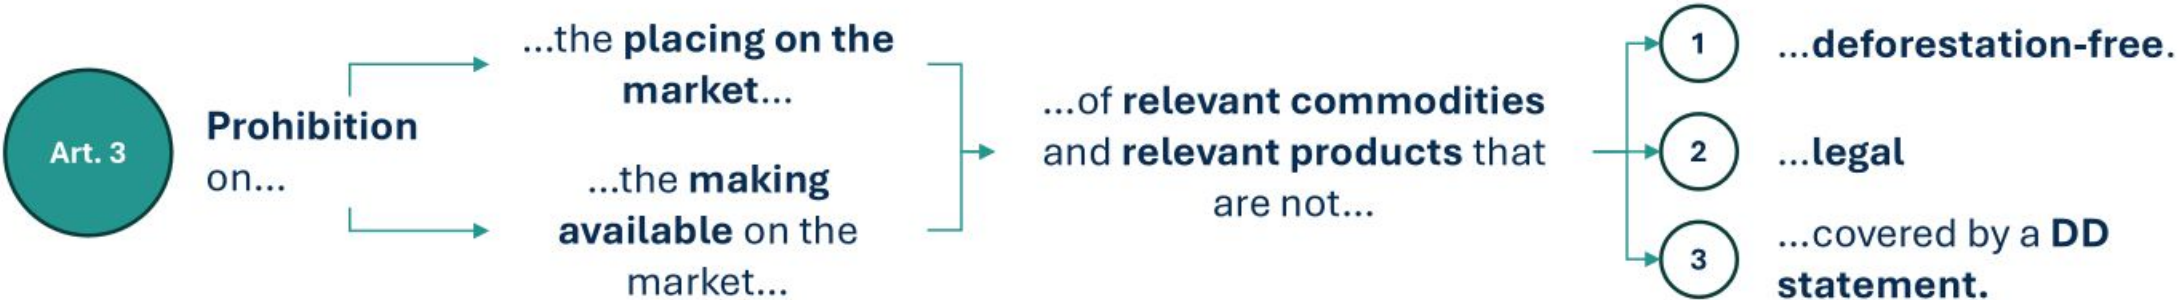 Art. 3
Prohibition
on...
...the placing on the
market...
...the making
available on the
market...
...of relevant commodities
and relevant products that
are not...
1
...deforestation-free.
2
...legal
3
...covered by a DD
statement.